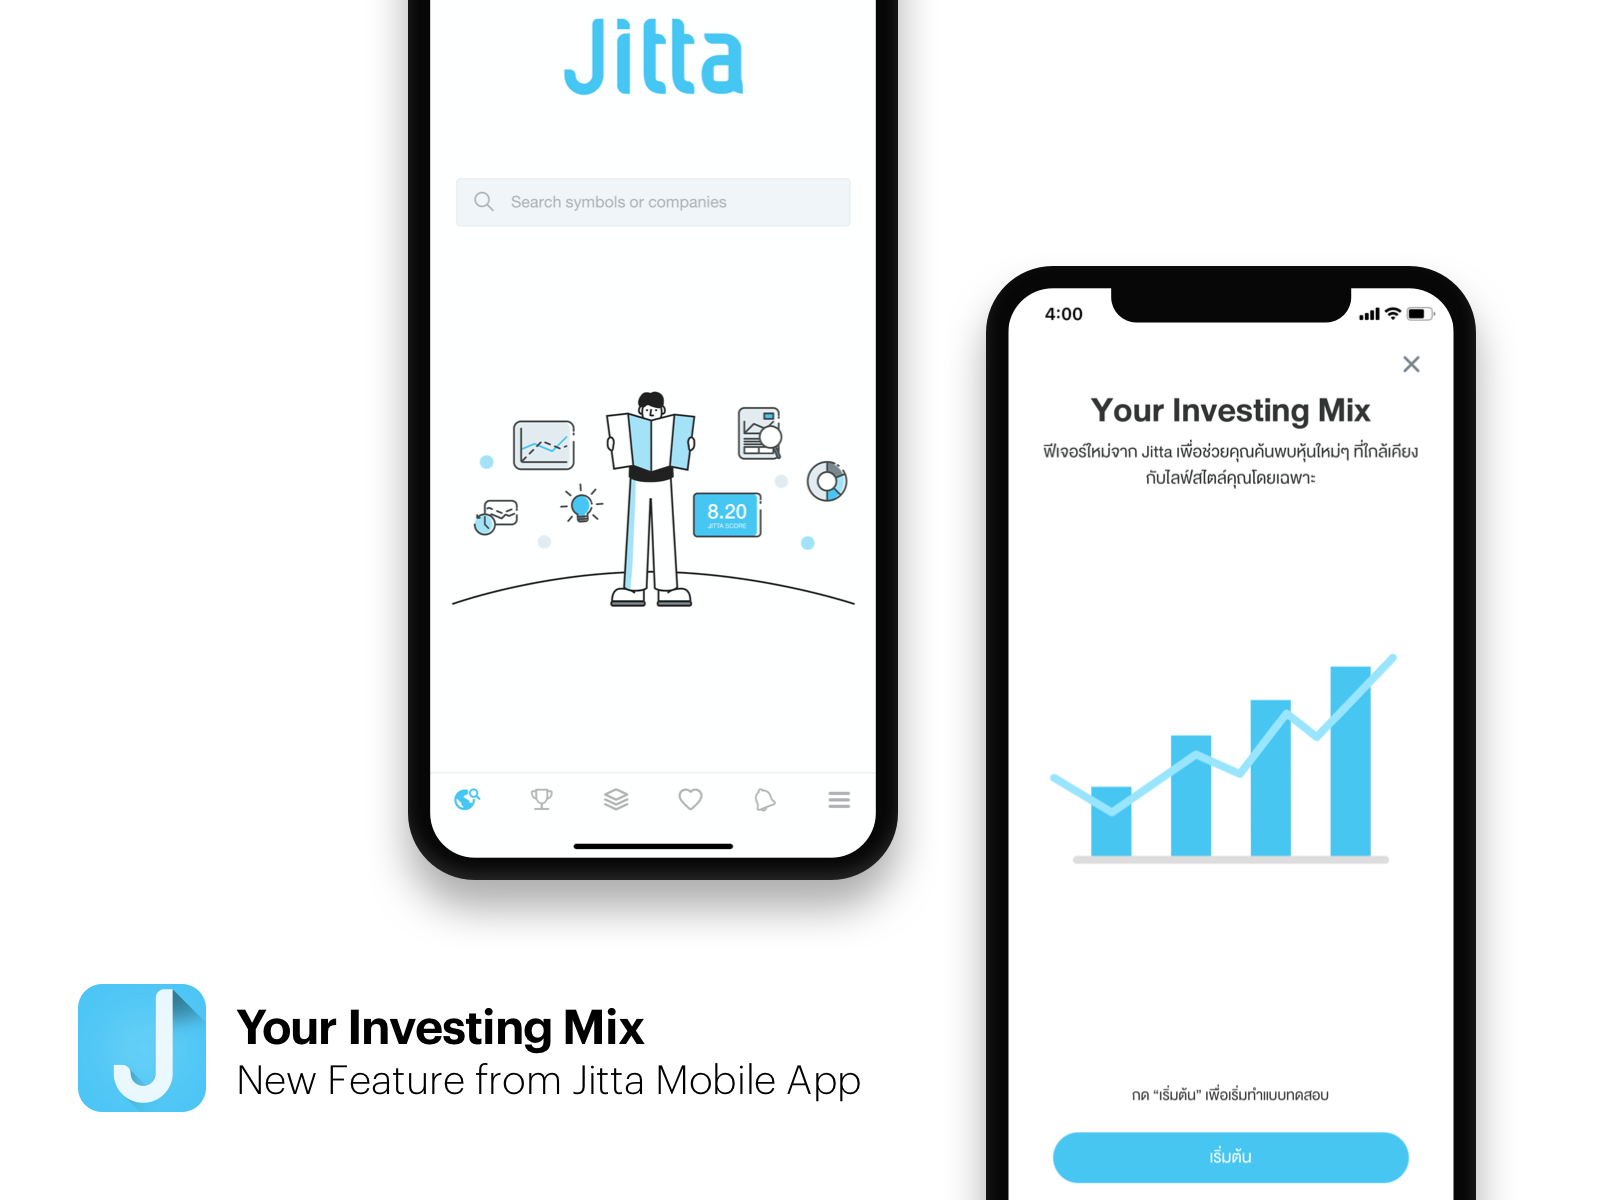 Jitta
Search symbols or companies
8.20
JITTA SCORE
4:00
Your Investing Mix
ฟีเจอร์ใหม่จาก Jitta เพื่อช่วยคุณค้นพบหุ้นใหม่ๆ ที่ใกล้เคียง
กับไลฟ์สไตล์คุณโดยเฉพาะ
กด “เริ่มต้น” เพื่อเริ่มทำแบบทดสอบ
เริ่มต้น
J
Your Investing Mix
New Feature from Jitta Mobile App